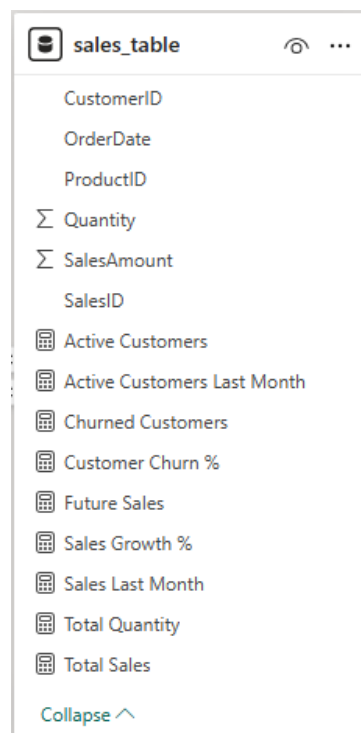 sales_table
CustomerID
OrderDate
ProductID
Quantity
SalesAmount
SalesID
Active Customers
Active Customers Last Month
Churned Customers
Customer Churn %
Future Sales
Sales Growth %
Sales Last Month
Total Quantity
Total Sales
Collapse